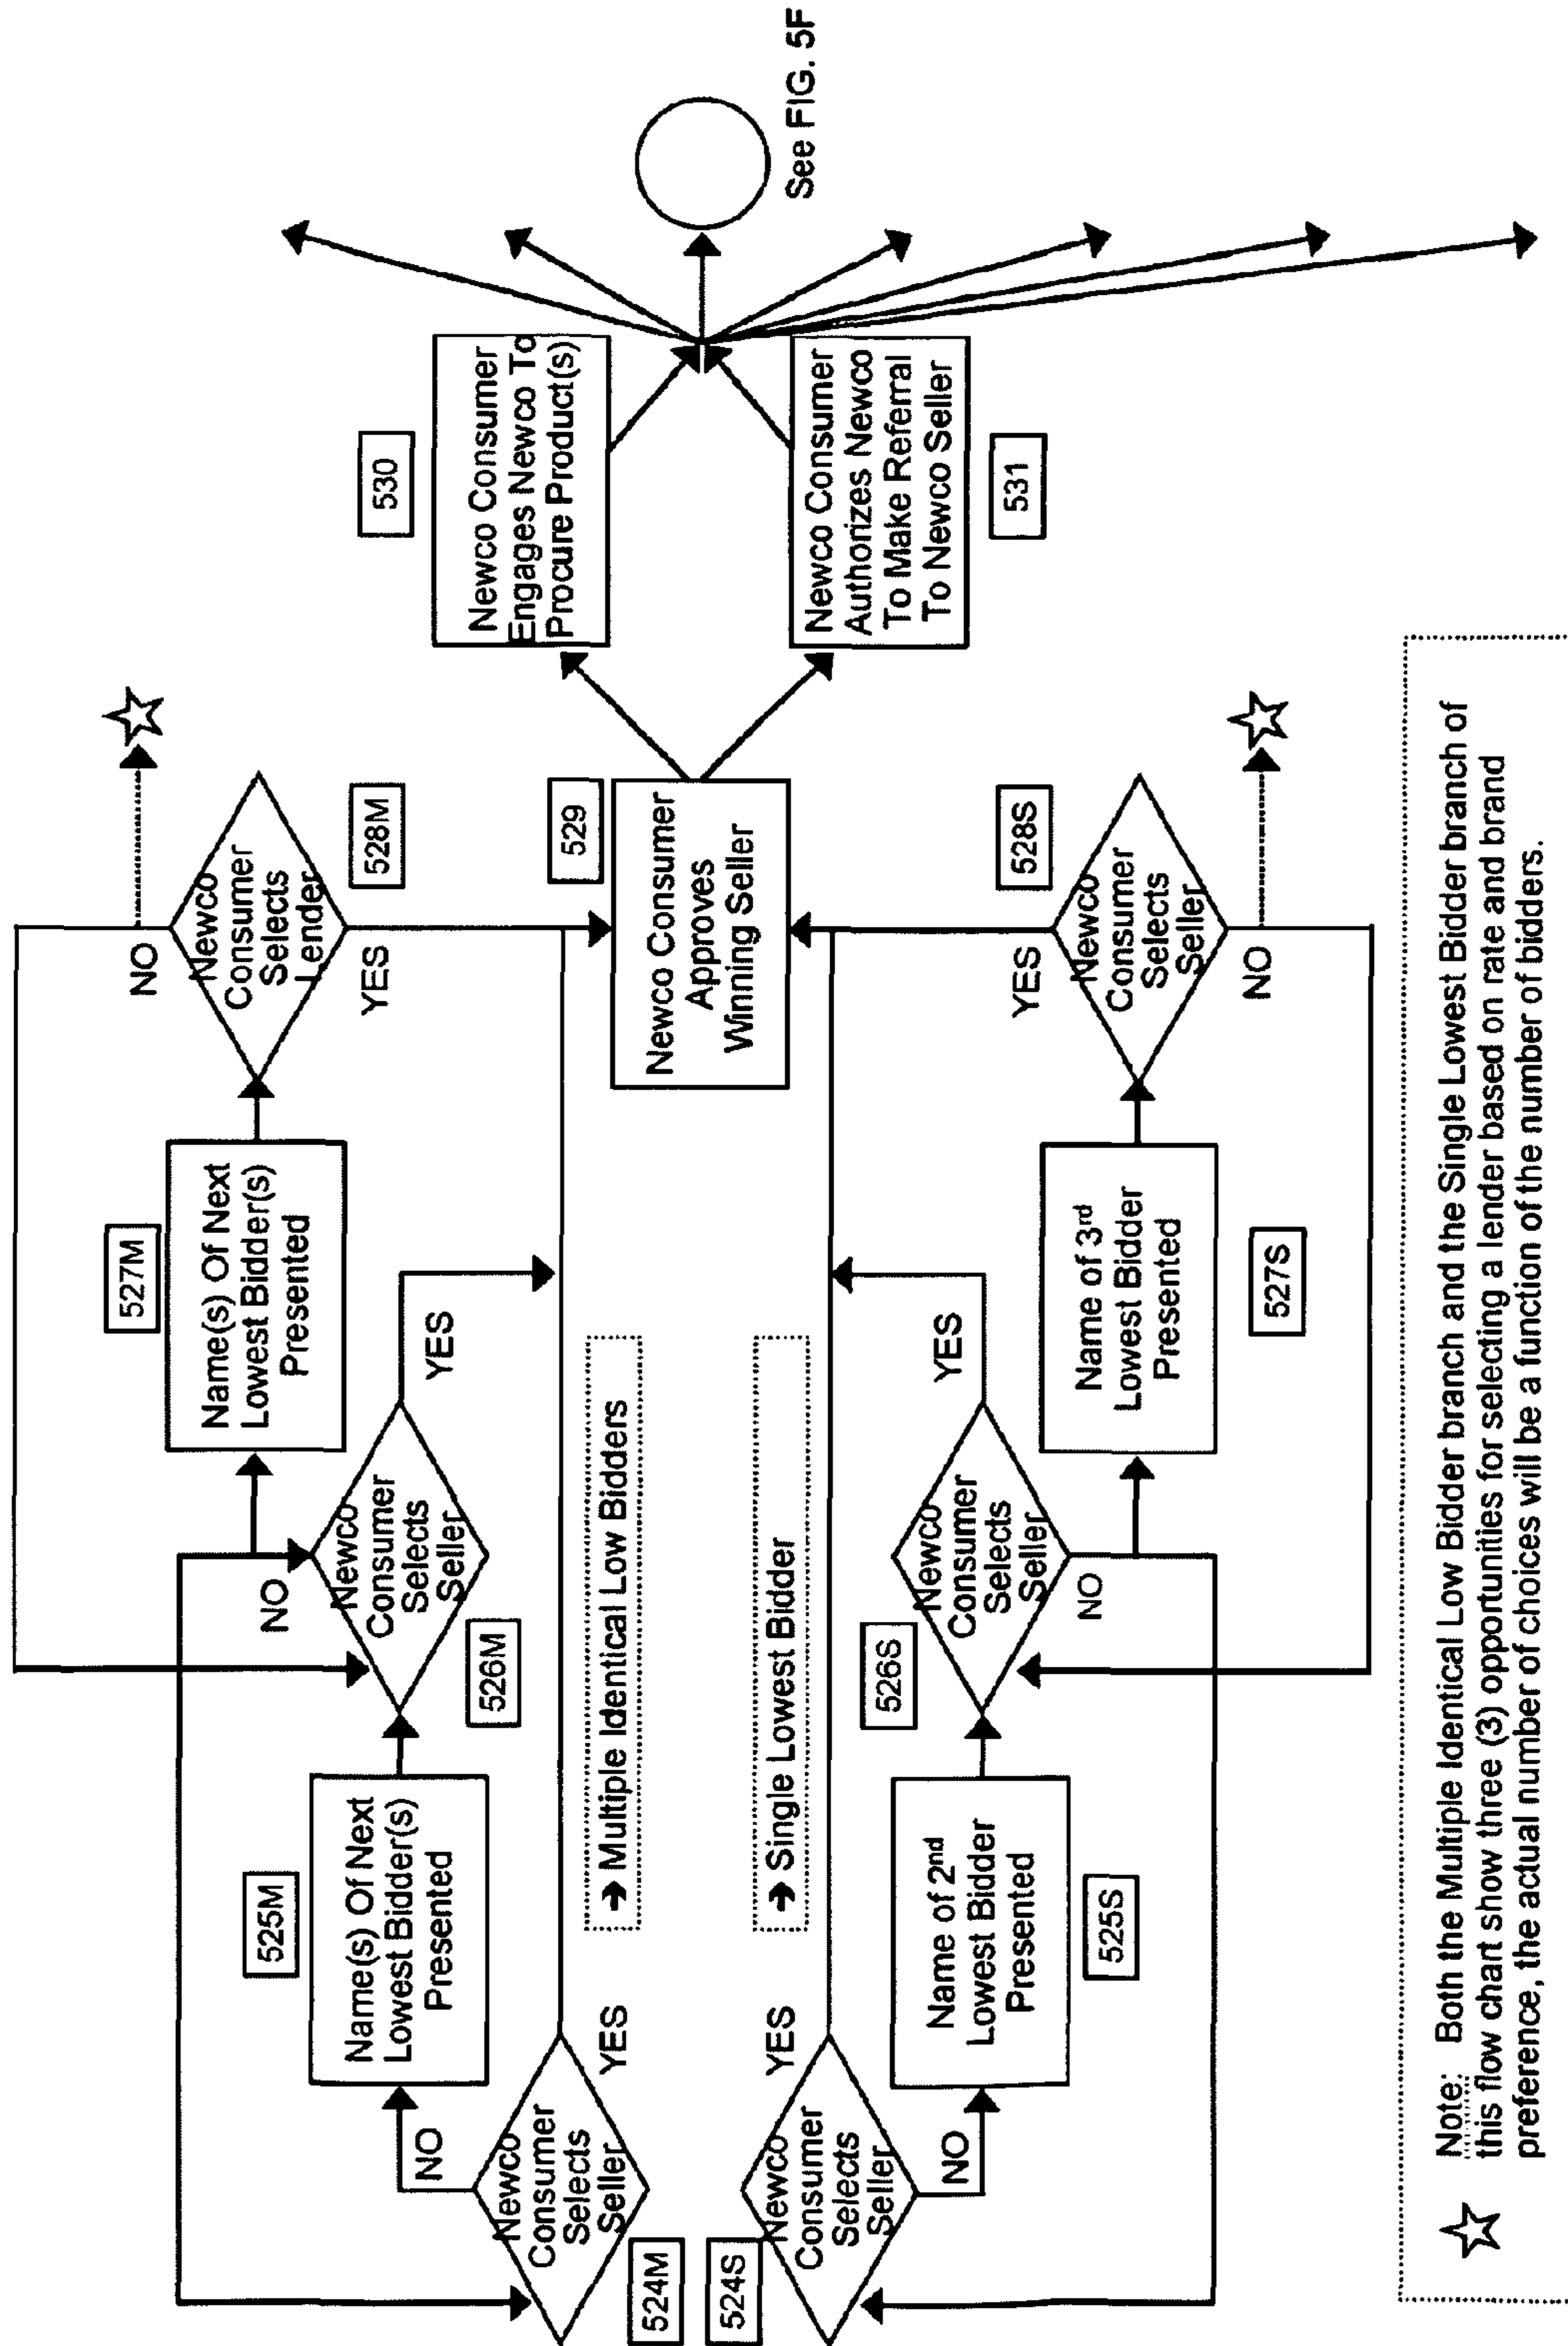 524M
Newco
Consumer
Selects
Seller
NO
YES
525M
Name(s) Of Next
Lowest Bidder(s)
Presented
526M
Newco
Consumer
Selects
Seller
NO
YES
527M
Name(s) Of Next
Lowest Bidder(s)
Presented
Newco
Consumer
Selects
Lender
528M
NO
YES
➔ Multiple Identical Low Bidders
524S
Newco
Consumer
Selects
Seller
YES
NO
➔ Single Lowest Bidder
Name of 2nd
Lowest Bidder
Presented
525S
526S
Newco
Consumer
Selects
Seller
YES
NO
Name of 3rd
Lowest Bidder
Presented
527S
528S
Newco
Consumer
Selects
Seller
YES
NO
529
Newco Consumer
Approves
Winning Seller
530
Newco Consumer
Engages Newco To
Procure Product(s)
Newco Consumer
Authorizes Newco
To Make Referral
To Newco Seller
531
See FIG. 5F
☆ Note: Both the Multiple Identical Low Bidder branch and the Single Lowest Bidder branch of
this flow chart show three (3) opportunities for selecting a lender based on rate and brand
preference, the actual number of choices will be a function of the number of bidders.